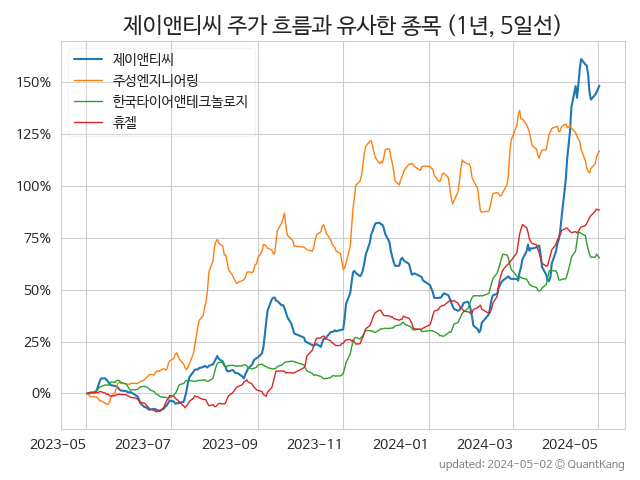 제이앤티씨 주가 흐름과 유사한 종목 (1년, 5일선)
제이앤티씨
주성엔지니어링
한국타이어앤테크놀로지
휴젤
150%
125%
100%
75%
50%
25%
0%
2023-05 2023-07 2023-09 2023-11 2024-01 2024-03 2024-05
updated: 2024-05-02 © QuantKang